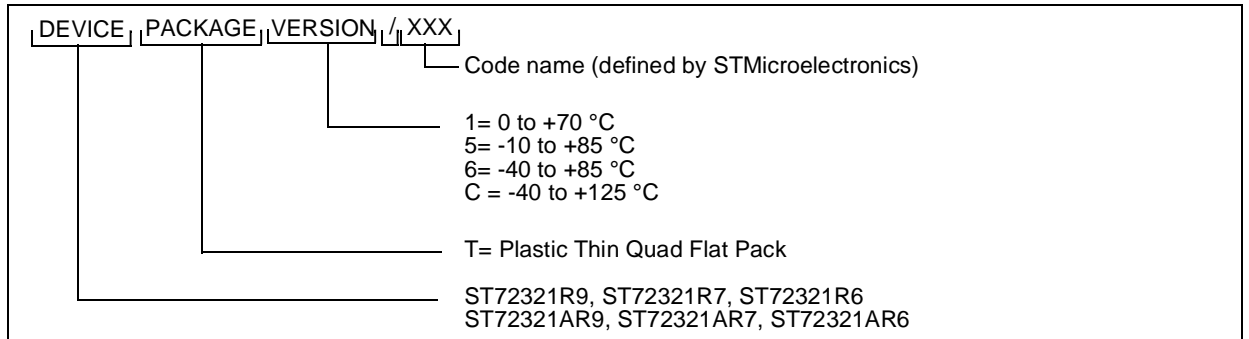 DEVICE PACKAGE VERSION / XXX
Code name (defined by STMicroelectronics)
1= 0 to +70 °C
5= -10 to +85 °C
6= -40 to +85 °C
C = -40 to +125 °C
T= Plastic Thin Quad Flat Pack
ST72321R9, ST72321R7, ST72321R6
ST72321AR9, ST72321AR7, ST72321AR6